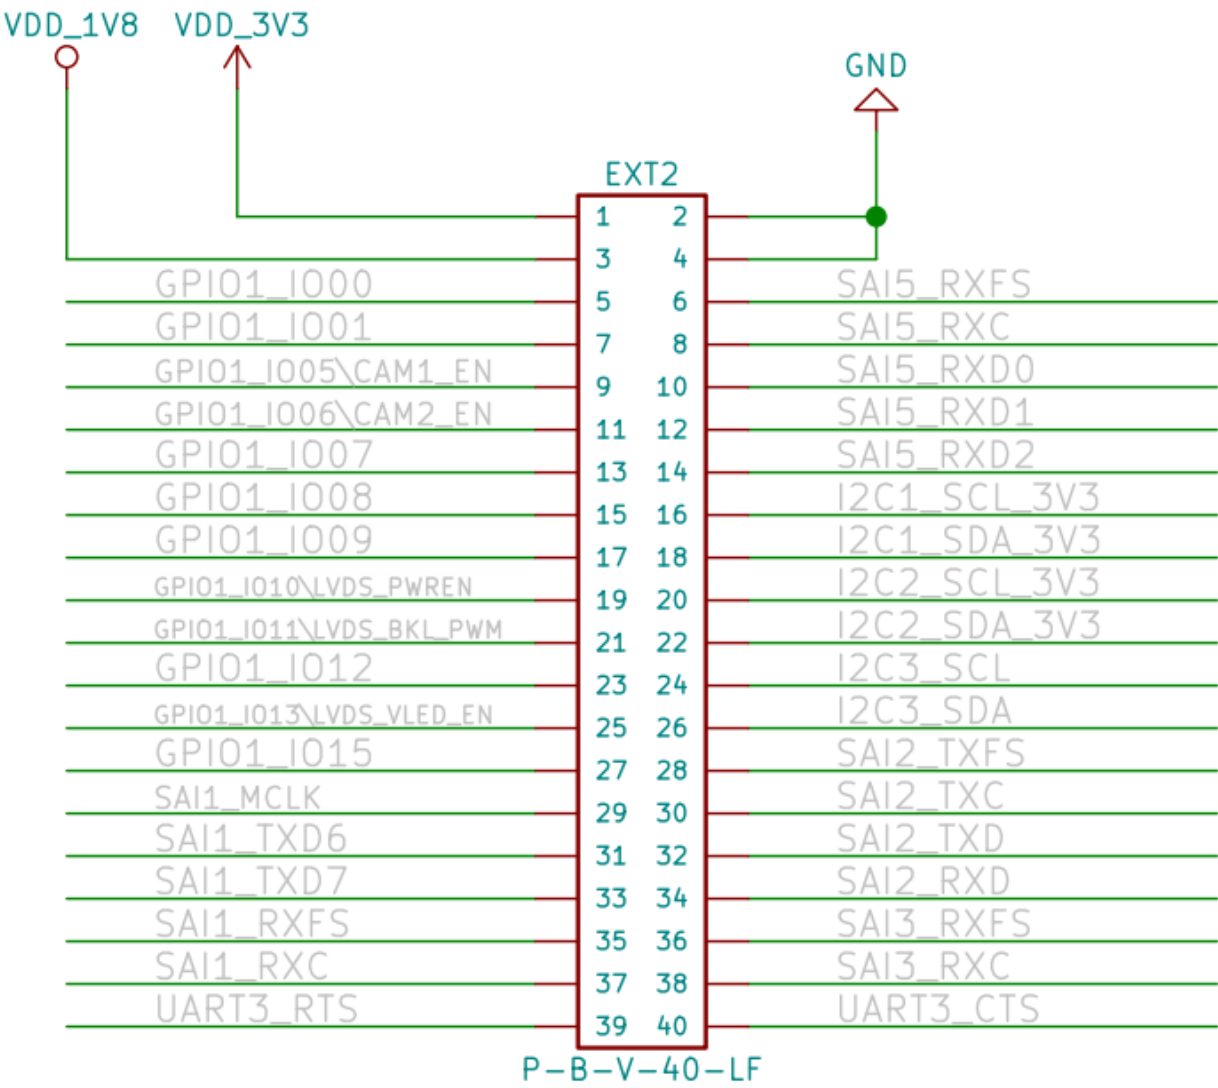 VDD_1V8 VDD_3V3
GND
EXT2
1 2
3 4
GPIO1_IO00 5 6 SAI5_RXFS
GPIO1_IO01 7 8 SAI5_RXC
GPIO1_IO05\CAM1_EN 9 10 SAI5_RXD0
GPIO1_IO06\CAM2_EN 11 12 SAI5_RXD1
GPIO1_IO07 13 14 SAI5_RXD2
GPIO1_IO08 15 16 I2C1_SCL_3V3
GPIO1_IO09 17 18 I2C1_SDA_3V3
GPIO1_IO10\LVDS_PWREN 19 20 I2C2_SCL_3V3
GPIO1_IO11\LVDS_BKL_PWM 21 22 I2C2_SDA_3V3
GPIO1_IO12 23 24 I2C3_SCL
GPIO1_IO13\LVDS_VLED_EN 25 26 I2C3_SDA
GPIO1_IO15 27 28 SAI2_TXFS
SAI1_MCLK 29 30 SAI2_TXC
SAI1_TXD6 31 32 SAI2_TXD
SAI1_TXD7 33 34 SAI2_RXD
SAI1_RXFS 35 36 SAI3_RXFS
SAI1_RXC 37 38 SAI3_RXC
UART3_RTS 39 40 UART3_CTS
P-B-V-40-LF